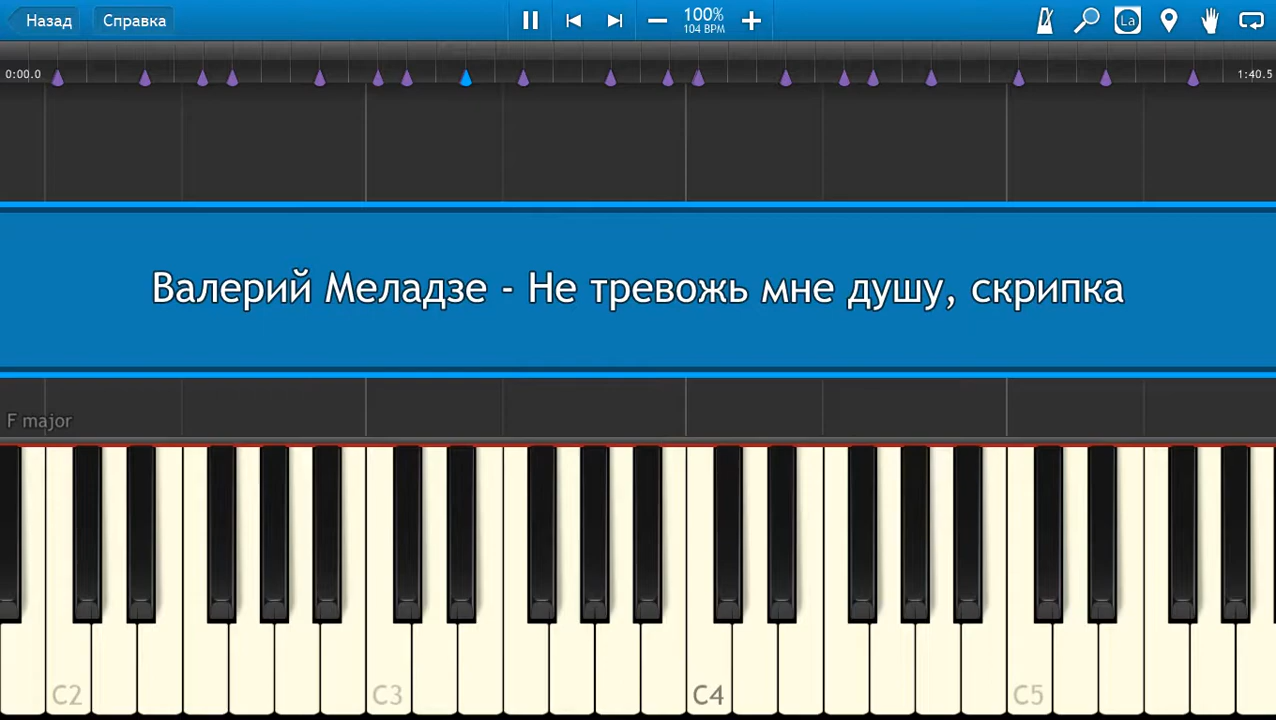 Назад Справка 100% La
104 BPM
0:00.0 1:40.5
Валерий Меладзе - Не тревожь мне душу, скрипка
F major
C2 C3 C4 C5